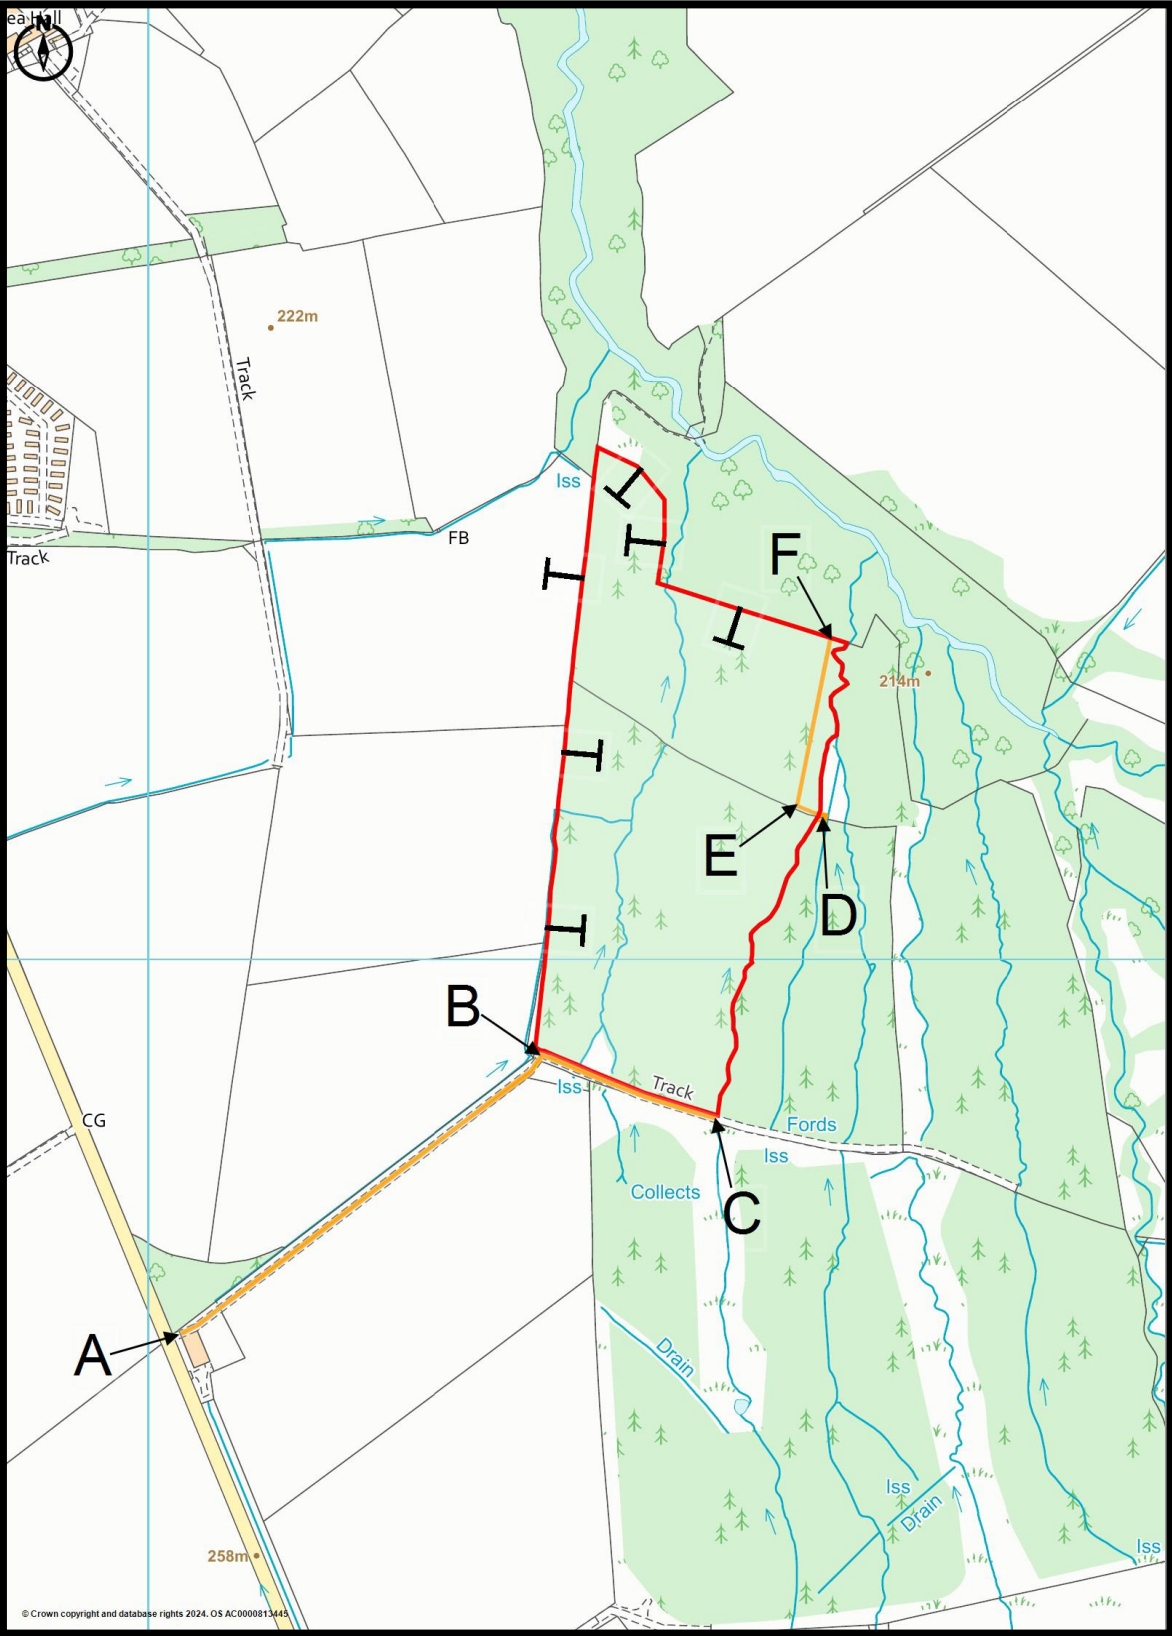 ea Hall
N
222m
Track
Iss
FB
Track
F
214m
E
D
B
Iss
Track
CG
Fords
Iss
Collects
C
A
Drain
Iss
Drain
Iss
258m
© Crown copyright and database rights 2024. OS AC0000813445